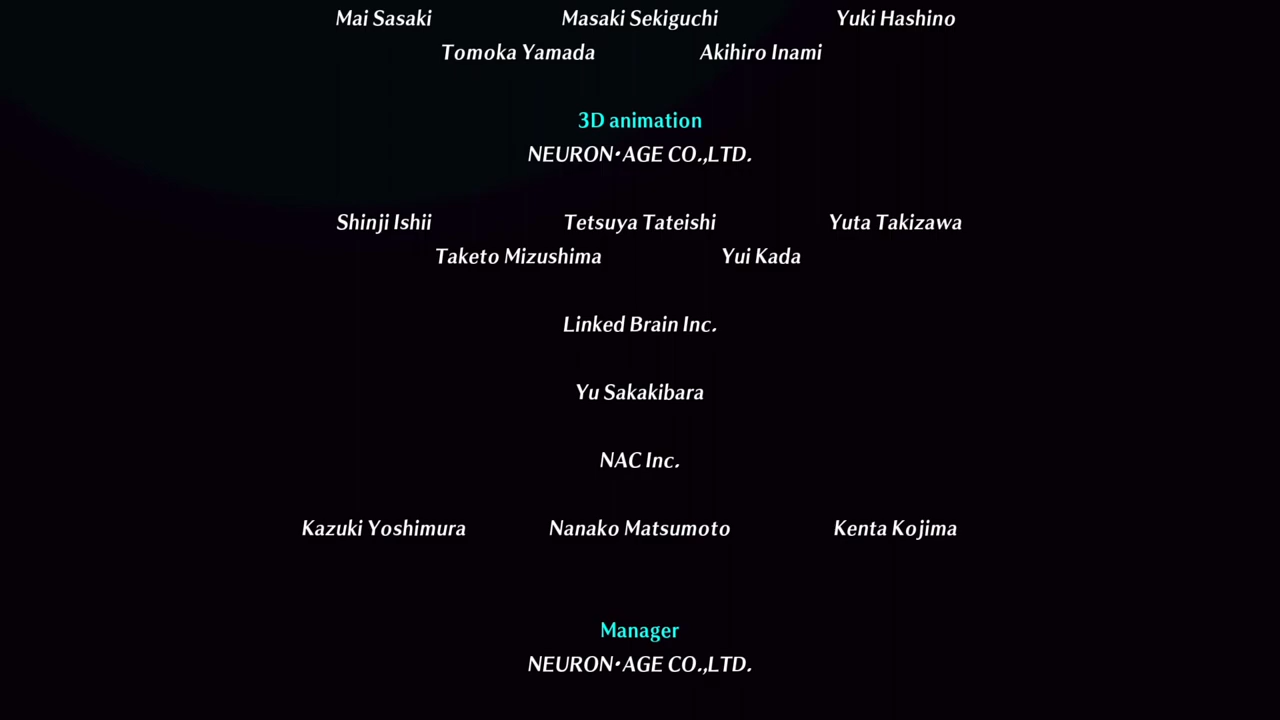 Mai Sasaki Masaki Sekiguchi Yuki Hashino
Tomoka Yamada Akihiro Inami
3D animation
NEURON・AGE CO.,LTD.
Shinji Ishii Tetsuya Tateishi Yuta Takizawa
Taketo Mizushima Yui Kada
Linked Brain Inc.
Yu Sakakibara
NAC Inc.
Kazuki Yoshimura Nanako Matsumoto Kenta Kojima
Manager
NEURON・AGE CO.,LTD.